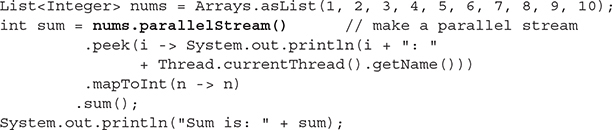 List<Integer> nums = Arrays.asList(1, 2, 3, 4, 5, 6, 7, 8, 9, 10);
int sum = nums.parallelStream()     // make a parallel stream
        .peek(i -> System.out.println(i + ": "
             + Thread.currentThread().getName()))
        .mapToInt(n -> n)
       .sum();
System.out.println("Sum is: " + sum);